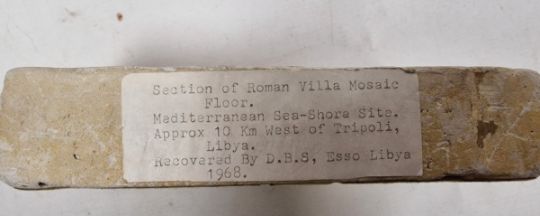 Section of Roman Villa Mosaic
Floor.
Mediterranean Sea-Shore Site.
Approx 10 Km West of Tripoli,
Libya.
Recovered By D.B.S, Esso Libya
1968.